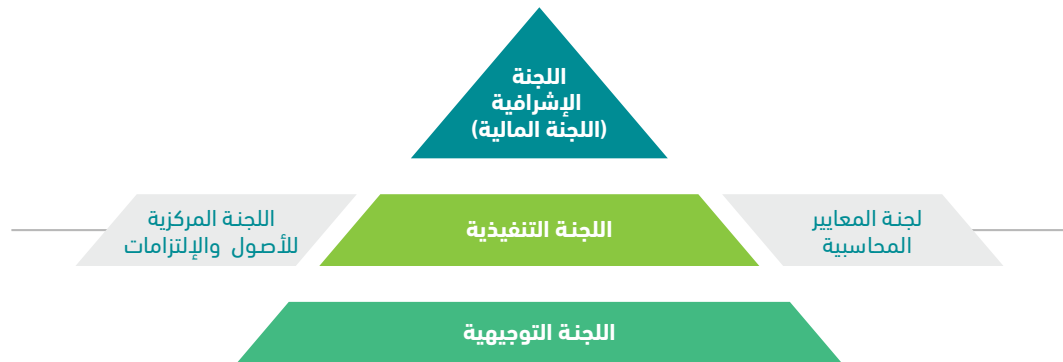 اللجنة
الإشرافية
(اللجنة المالية)
لجنة المعايير
المحاسبية
اللجنة التنفيذية
اللجنة المركزية
للأصول والإلتزامات
اللجنة التوجيهية